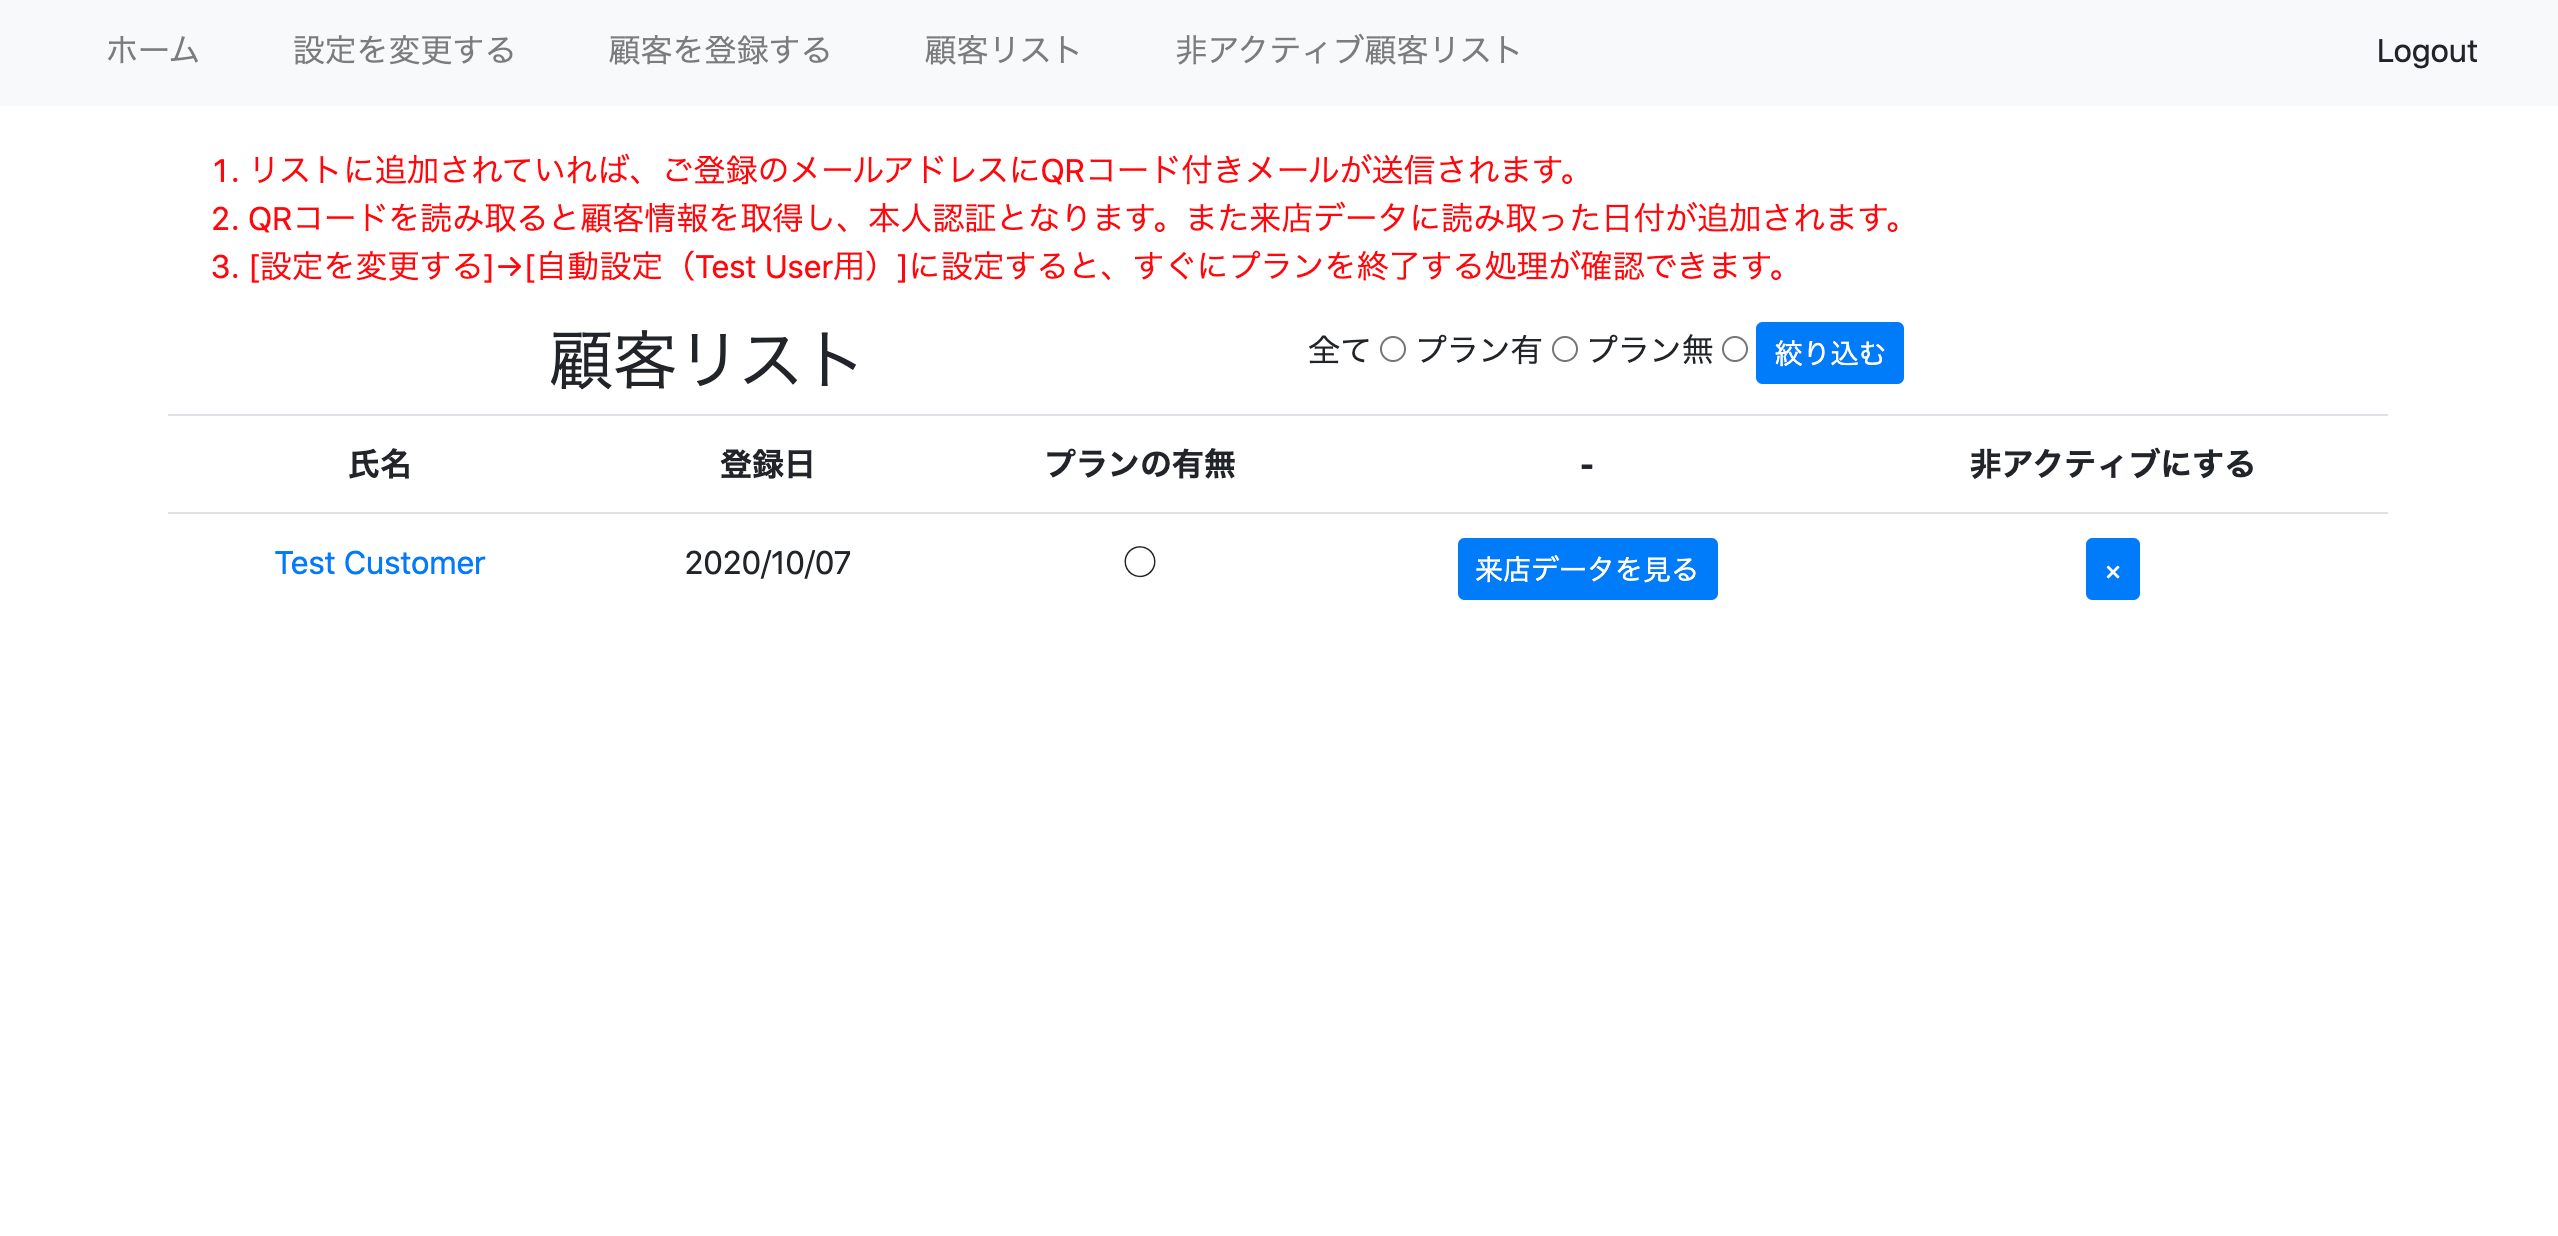 ホーム 設定を変更する 顧客を登録する 顧客リスト 非アクティブ顧客リスト Logout
1. リストに追加されていれば、ご登録のメールアドレスにQRコード付きメールが送信されます。
2. QRコードを読み取ると顧客情報を取得し、本人認証となります。また来店データに読み取った日付が追加されます。
3. [設定を変更する]→[自動設定（Test User用）]に設定すると、すぐにプランを終了する処理が確認できます。
顧客リスト 全て プラン有 プラン無 絞り込む
氏名 登録日 プランの有無 - 非アクティブにする
Test Customer 2020/10/07 ◯ 来店データを見る ×